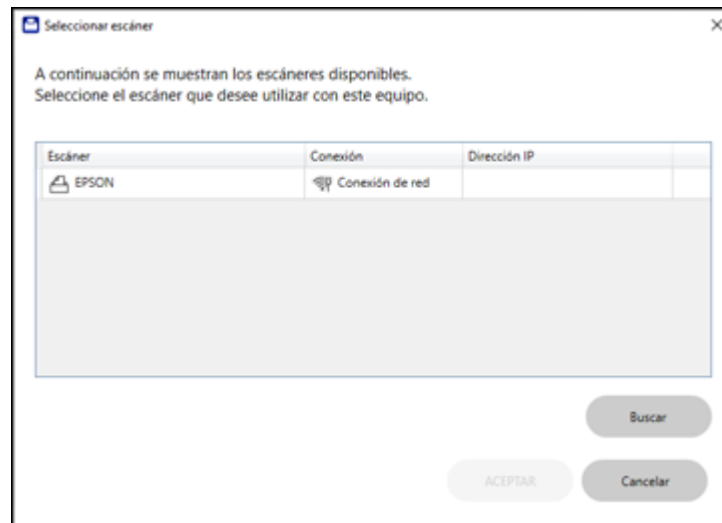 Seleccionar escáner
A continuación se muestran los escáneres disponibles.
Seleccione el escáner que desee utilizar con este equipo.
Escáner Conexión Dirección IP
EPSON Conexión de red
Buscar
ACEPTAR Cancelar